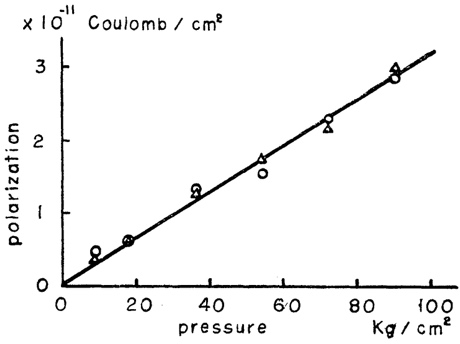 ×10⁻¹¹ Coulomb / cm²
3
2
1
0
polarization
0 20 40 60 80 100
pressure Kg / cm²